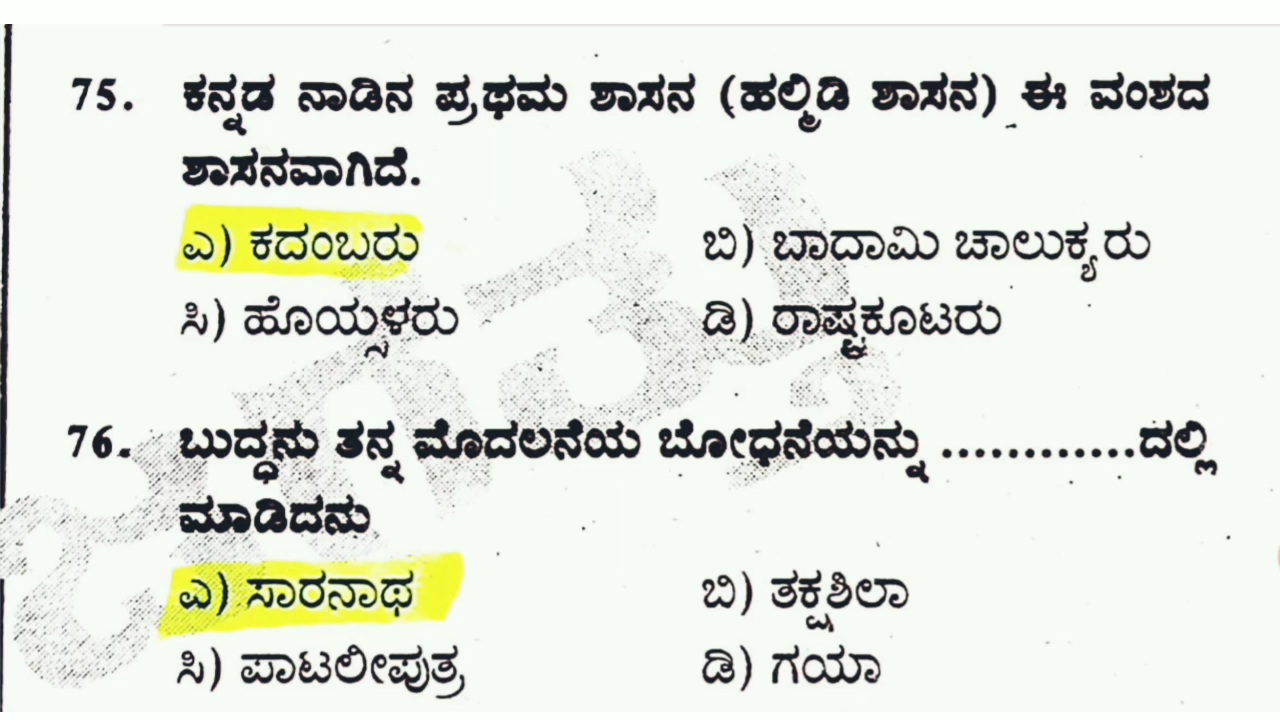 75. ಕನ್ನಡ ನಾಡಿನ ಪ್ರಥಮ ಶಾಸನ (ಹಲ್ಮಿಡಿ ಶಾಸನ) ಈ ವಂಶದ
ಶಾಸನವಾಗಿದೆ.
ಎ) ಕದಂಬರು ಬಿ) ಬಾದಾಮಿ ಚಾಲುಕ್ಯರು
ಸಿ) ಹೊಯ್ಸಳರು ಡಿ) ರಾಷ್ಟ್ರಕೂಟರು
76. ಬುದ್ಧನು ತನ್ನ ಮೊದಲನೆಯ ಬೋಧನೆಯನ್ನು ............ದಲ್ಲಿ
ಮಾಡಿದನು
ಎ) ಸಾರನಾಥ ಬಿ) ತಕ್ಷಶಿಲಾ
ಸಿ) ಪಾಟಲೀಪುತ್ರ ಡಿ) ಗಯಾ